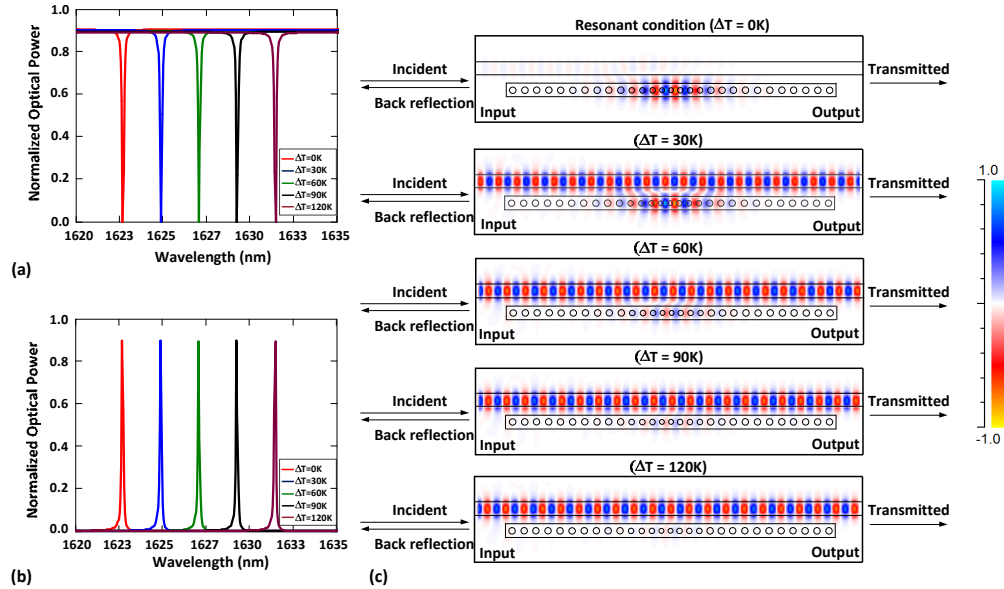 1.0
0.9
0.8
0.6
0.4
0.2
0.0
Normalized Optical Power
ΔT=0K
ΔT=30K
ΔT=60K
ΔT=90K
ΔT=120K
1620 1623 1625 1627 1630 1633 1635
Wavelength (nm)
(a)
1.0
0.8
0.6
0.4
0.2
0.0
Normalized Optical Power
ΔT=0K
ΔT=30K
ΔT=60K
ΔT=90K
ΔT=120K
1620 1623 1625 1627 1630 1633 1635
Wavelength (nm)
(b)
Resonant condition (ΔT = 0K)
Incident
Back reflection
Input
Output
Transmitted
(ΔT = 30K)
Incident
Back reflection
Input
Output
Transmitted
(ΔT = 60K)
Incident
Back reflection
Input
Output
Transmitted
(ΔT = 90K)
Incident
Back reflection
Input
Output
Transmitted
(ΔT = 120K)
Incident
Back reflection
Input
Output
Transmitted
(c)
1.0
-1.0